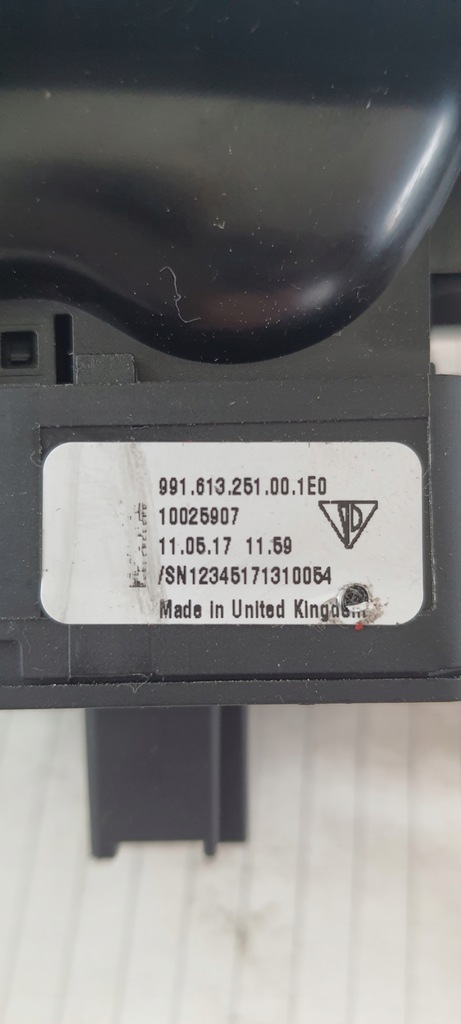 991.613.251.00.1E0
10025907
11.05.17 11.59
/SN12345171310054
Made in United Kingdom